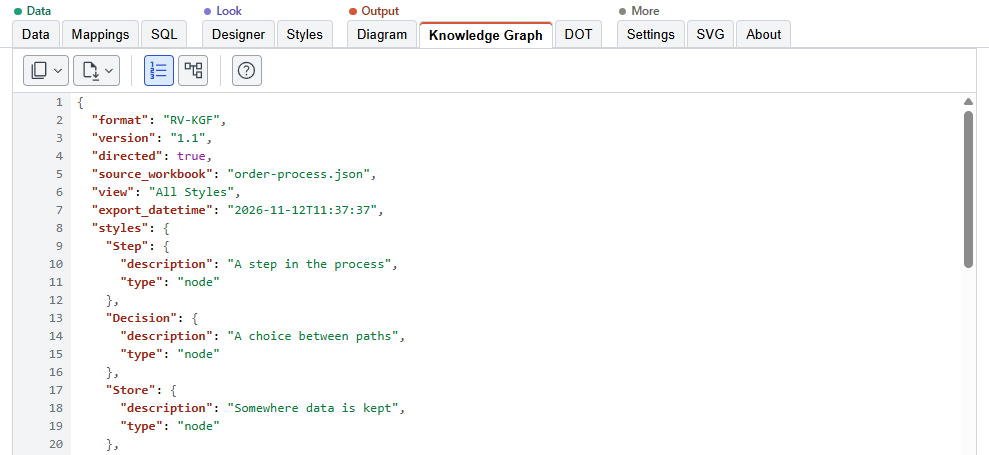 Data Look Output More
Data Mappings SQL Designer Styles Diagram Knowledge Graph DOT Settings SVG About
1 {
2 "format": "RV-KGF",
3 "version": "1.1",
4 "directed": true,
5 "source_workbook": "order-process.json",
6 "view": "All Styles",
7 "export_datetime": "2026-11-12T11:37:37",
8 "styles": {
9 "Step": {
10 "description": "A step in the process",
11 "type": "node"
12 },
13 "Decision": {
14 "description": "A choice between paths",
15 "type": "node"
16 },
17 "Store": {
18 "description": "Somewhere data is kept",
19 "type": "node"
20 },